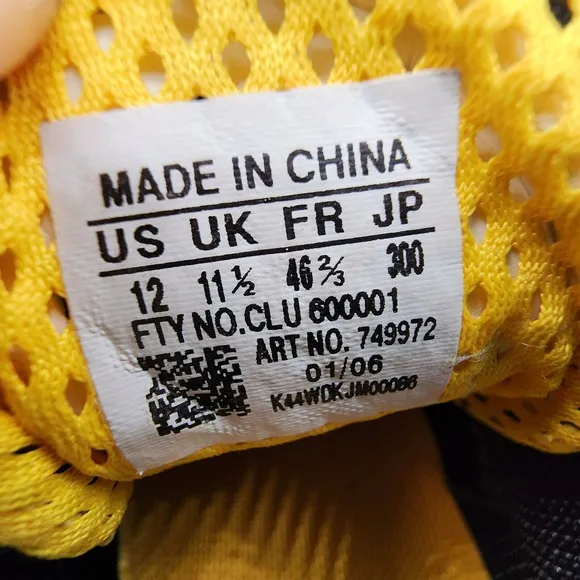 MADE IN CHINA
US UK FR JP
12 11½ 46⅔ 300
FTY NO.CLU 600001
ART NO. 749972
01/06
K44WDKJM00086